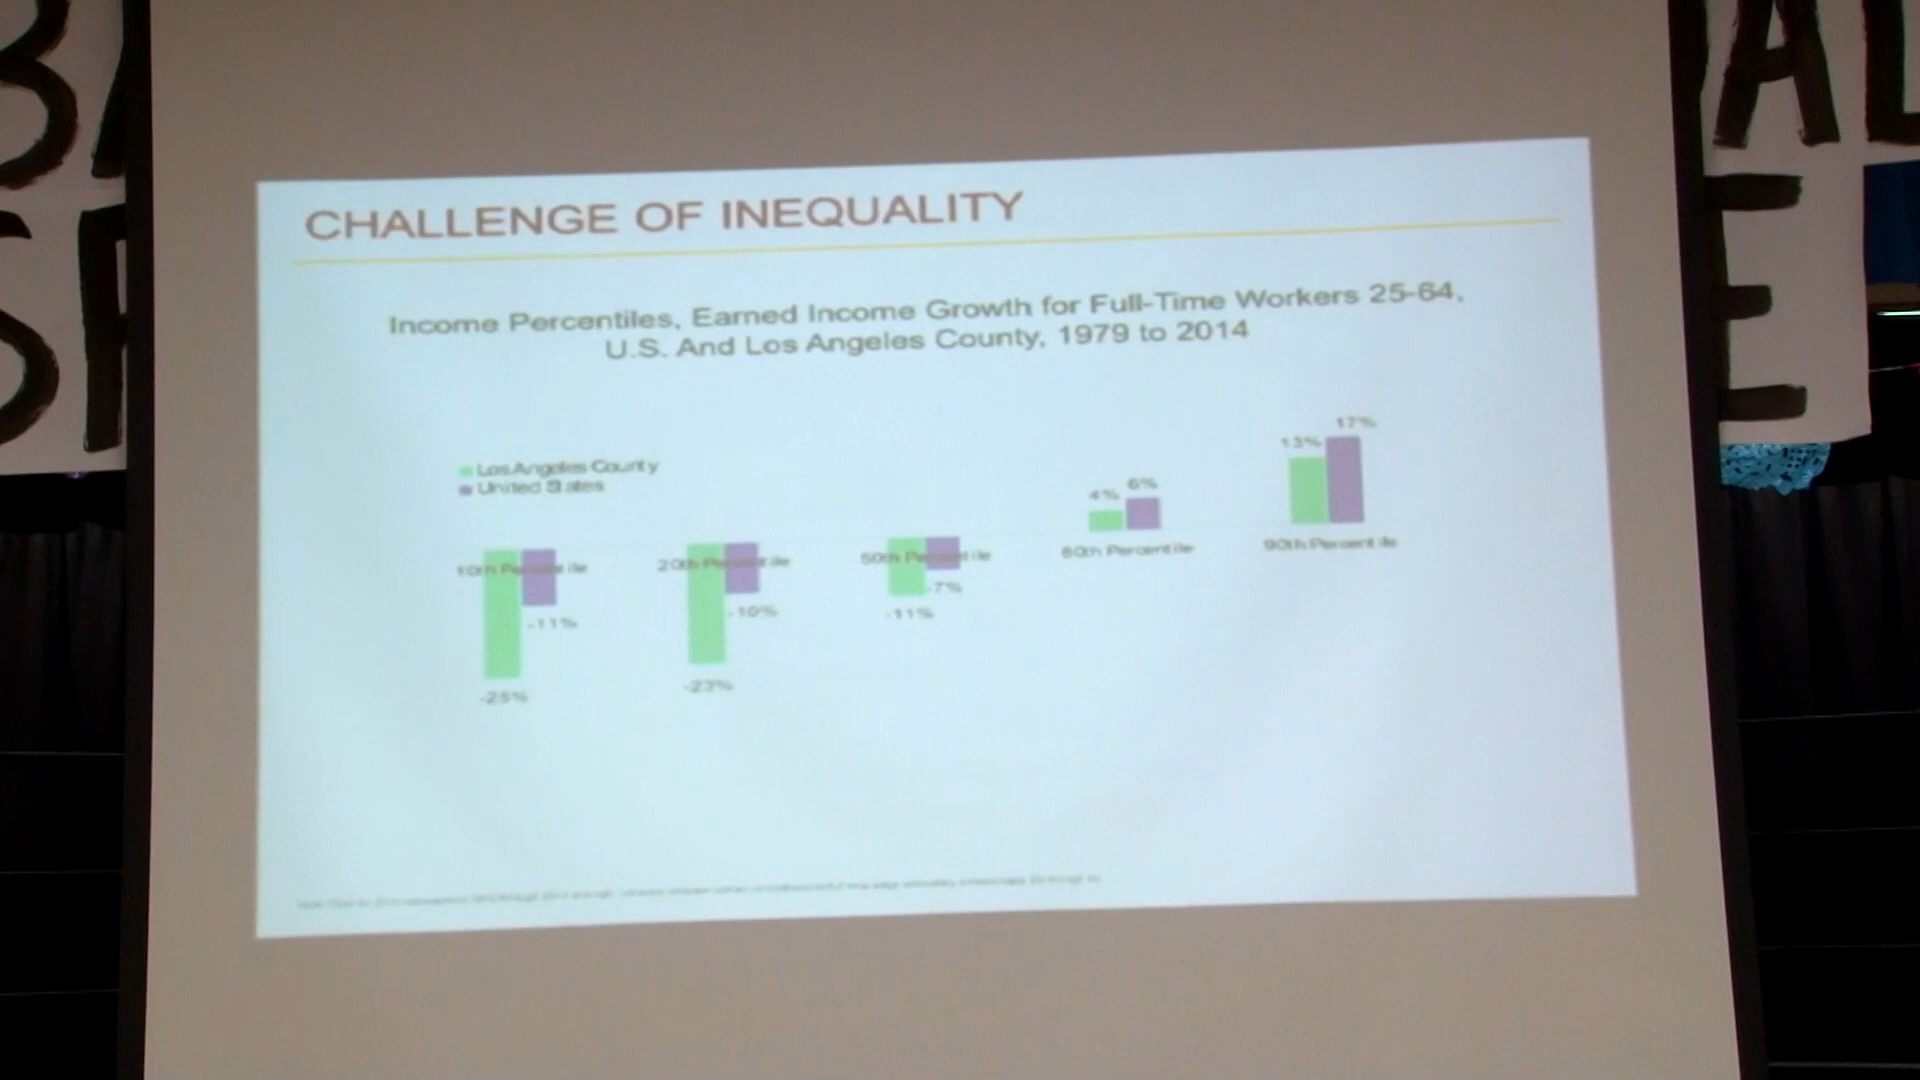 CHALLENGE OF INEQUALITY
Income Percentiles, Earned Income Growth for Full-Time Workers 25-64,
U.S. And Los Angeles County, 1979 to 2014
Los Angeles County
United States
10th Percentile
-25%
-11%
20th Percentile
-23%
-10%
50th Percentile
-11%
-7%
80th Percentile
4%
6%
90th Percentile
13%
17%